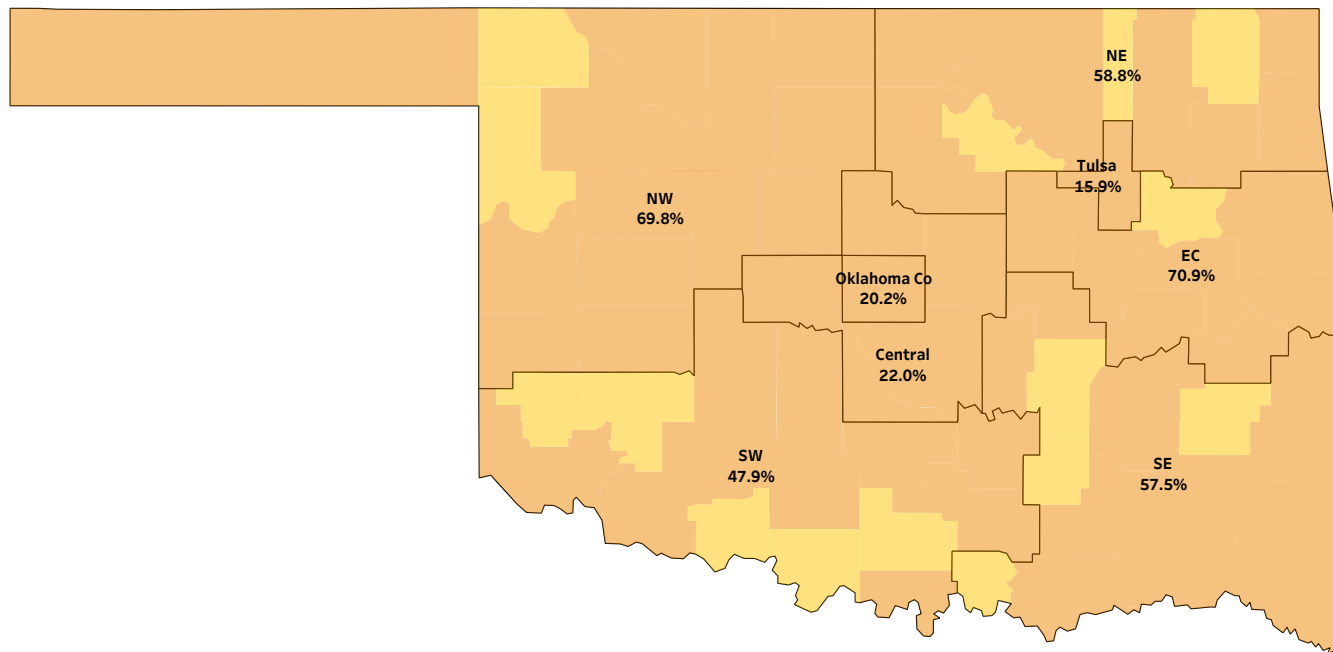 NE
58.8%
Tulsa
15.9%
NW
69.8%
EC
70.9%
Oklahoma Co
20.2%
Central
22.0%
SW
47.9%
SE
57.5%